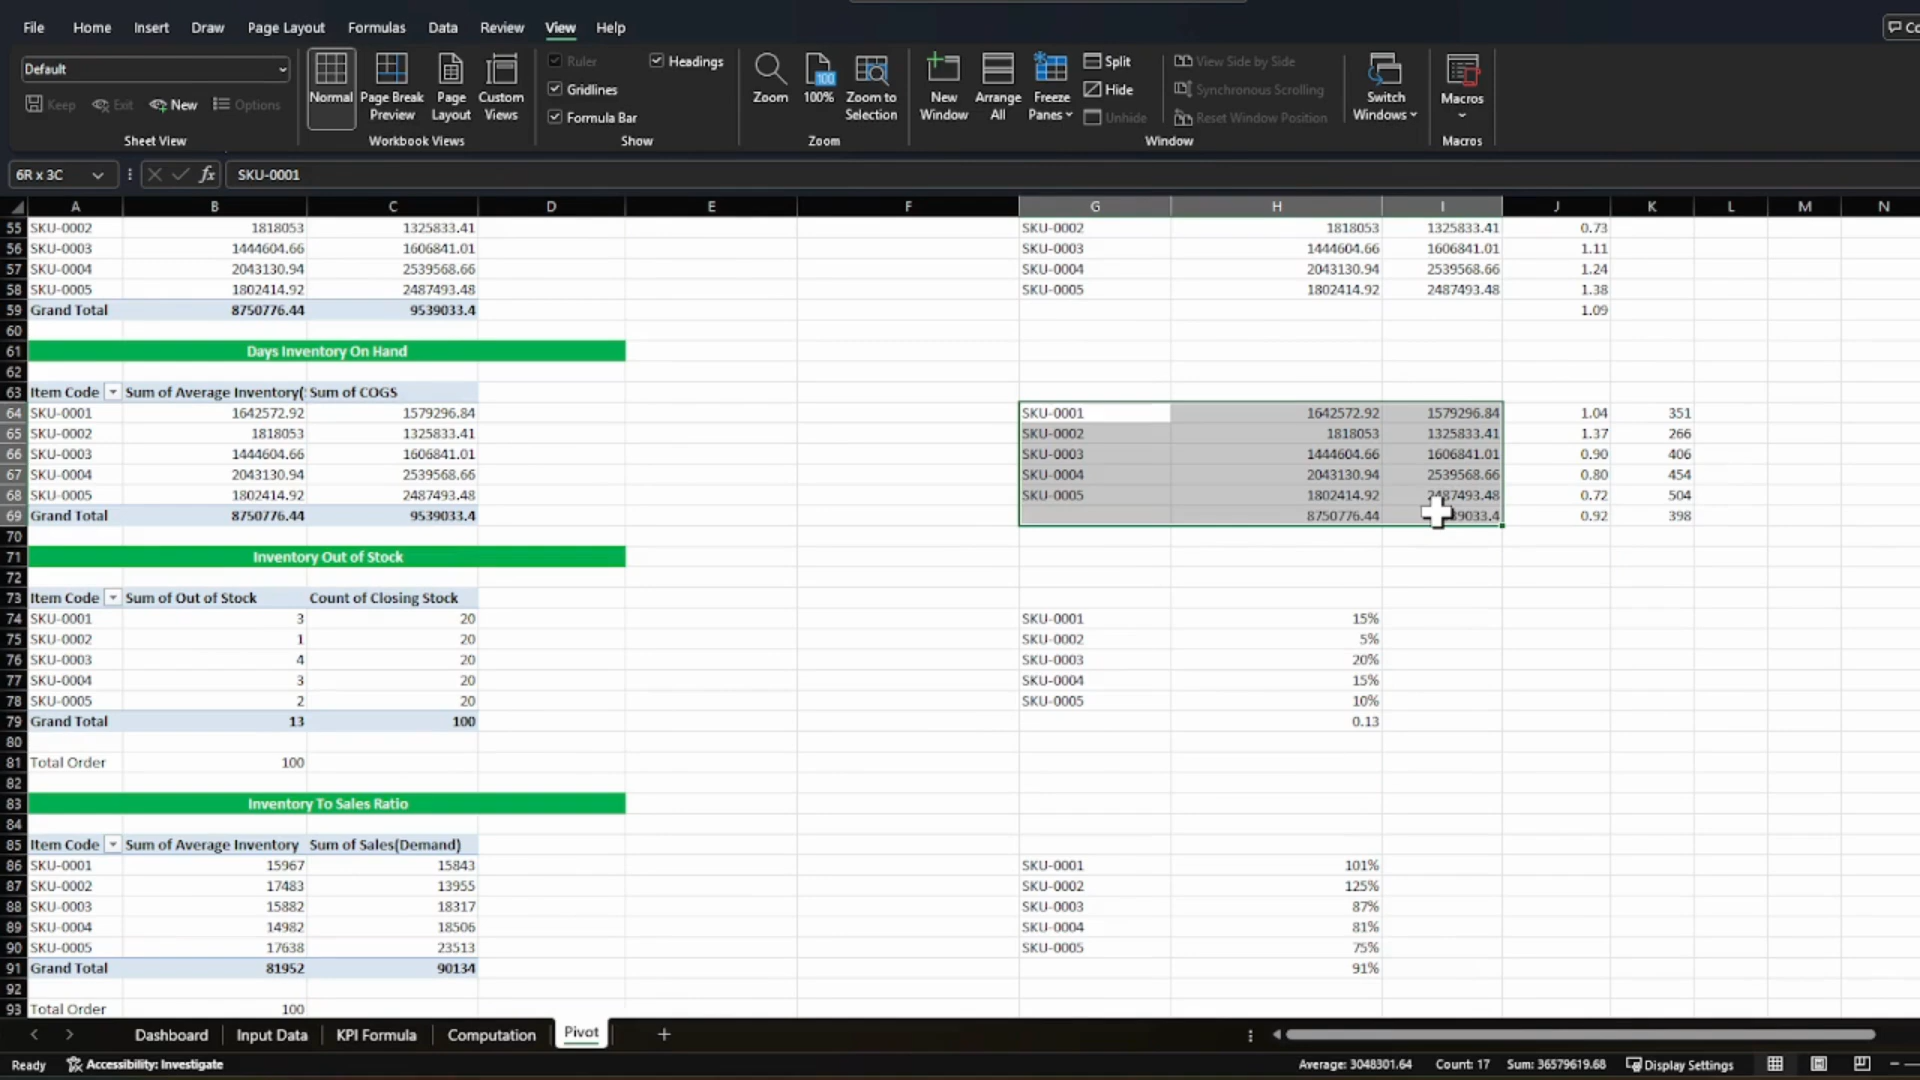 File Home Insert Draw Page Layout Formulas Data Review View Help
Default
Keep Exit New Options
Sheet View
Normal Page Break Preview Page Layout Custom Views
Workbook Views
Ruler Headings
Gridlines
Formula Bar
Show
Zoom 100% Zoom to Selection
Zoom
New Window Arrange All Freeze Panes
Split
Hide
Unhide
View Side by Side
Synchronous Scrolling
Reset Window Position
Window
Switch Windows
Macros
Macros
6R x 3C fx SKU-0001
A B C D E F G H I J K L M N
55 SKU-0002 1818053 1325833.41 SKU-0002 1818053 1325833.41 0.73
56 SKU-0003 1444604.66 1606841.01 SKU-0003 1444604.66 1606841.01 1.11
57 SKU-0004 2043130.94 2539568.66 SKU-0004 2043130.94 2539568.66 1.24
58 SKU-0005 1802414.92 2487493.48 SKU-0005 1802414.92 2487493.48 1.38
59 Grand Total 8750776.44 9539033.4 1.09
60
61 Days Inventory On Hand
62
63 Item Code Sum of Average Inventory( Sum of COGS
64 SKU-0001 1642572.92 1579296.84 SKU-0001 1642572.92 1579296.84 1.04 351
65 SKU-0002 1818053 1325833.41 SKU-0002 1818053 1325833.41 1.37 266
66 SKU-0003 1444604.66 1606841.01 SKU-0003 1444604.66 1606841.01 0.90 406
67 SKU-0004 2043130.94 2539568.66 SKU-0004 2043130.94 2539568.66 0.80 454
68 SKU-0005 1802414.92 2487493.48 SKU-0005 1802414.92 2487493.48 0.72 504
69 Grand Total 8750776.44 9539033.4 8750776.44 39033.4 0.92 398
70
71 Inventory Out of Stock
72
73 Item Code Sum of Out of Stock Count of Closing Stock
74 SKU-0001 3 20 SKU-0001 15%
75 SKU-0002 1 20 SKU-0002 5%
76 SKU-0003 4 20 SKU-0003 20%
77 SKU-0004 3 20 SKU-0004 15%
78 SKU-0005 2 20 SKU-0005 10%
79 Grand Total 13 100 0.13
80
81 Total Order 100
82
83 Inventory To Sales Ratio
84
85 Item Code Sum of Average Inventory Sum of Sales(Demand)
86 SKU-0001 15967 15843 SKU-0001 101%
87 SKU-0002 17483 13955 SKU-0002 125%
88 SKU-0003 15882 18317 SKU-0003 87%
89 SKU-0004 14982 18506 SKU-0004 81%
90 SKU-0005 17638 23513 SKU-0005 75%
91 Grand Total 81952 90134 91%
92
93 Total Order 100
Dashboard Input Data KPI Formula Computation Pivot
Ready Accessibility: Investigate Average: 3048301.64 Count: 17 Sum: 36579619.68 Display Settings